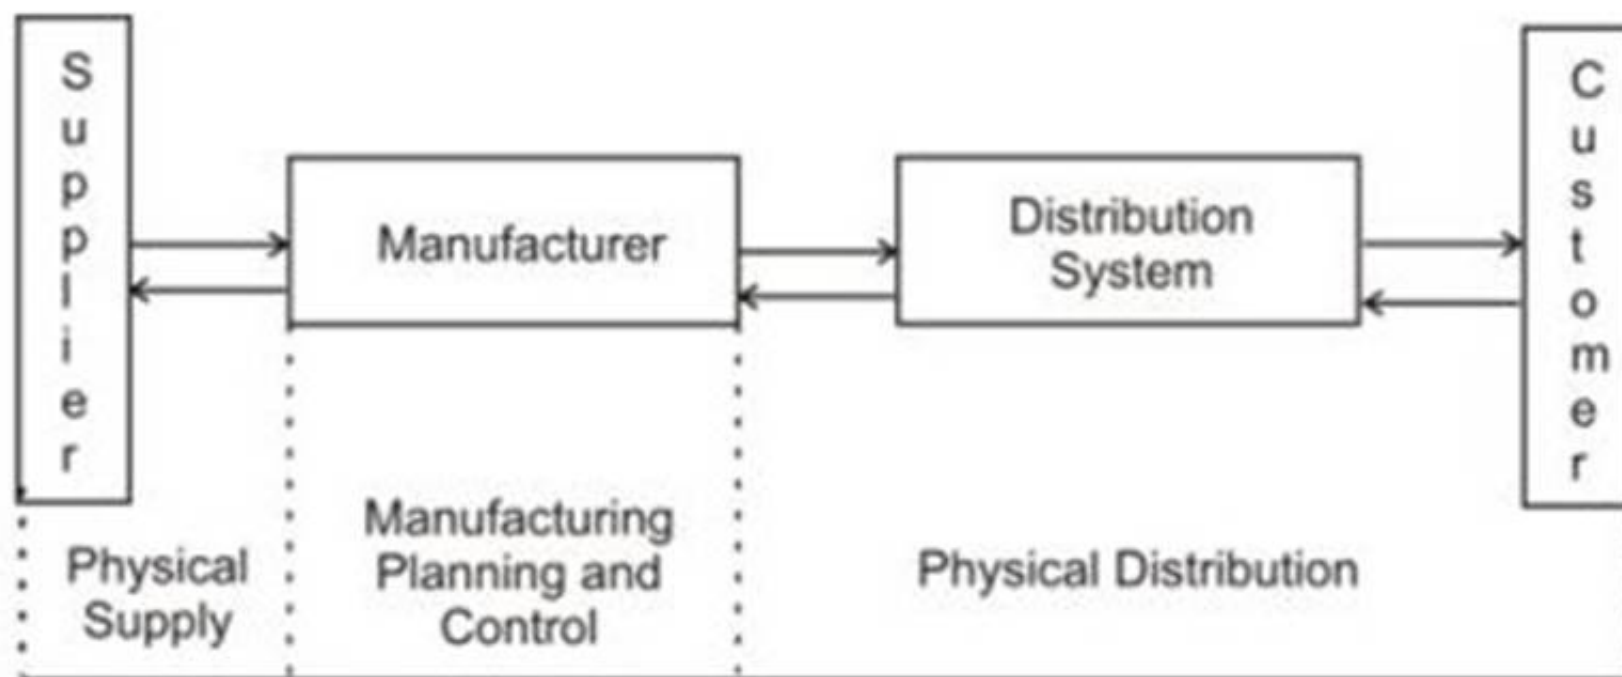 Supplier
Manufacturer
Distribution
System
Customer
Physical
Supply
Manufacturing
Planning and
Control
Physical Distribution